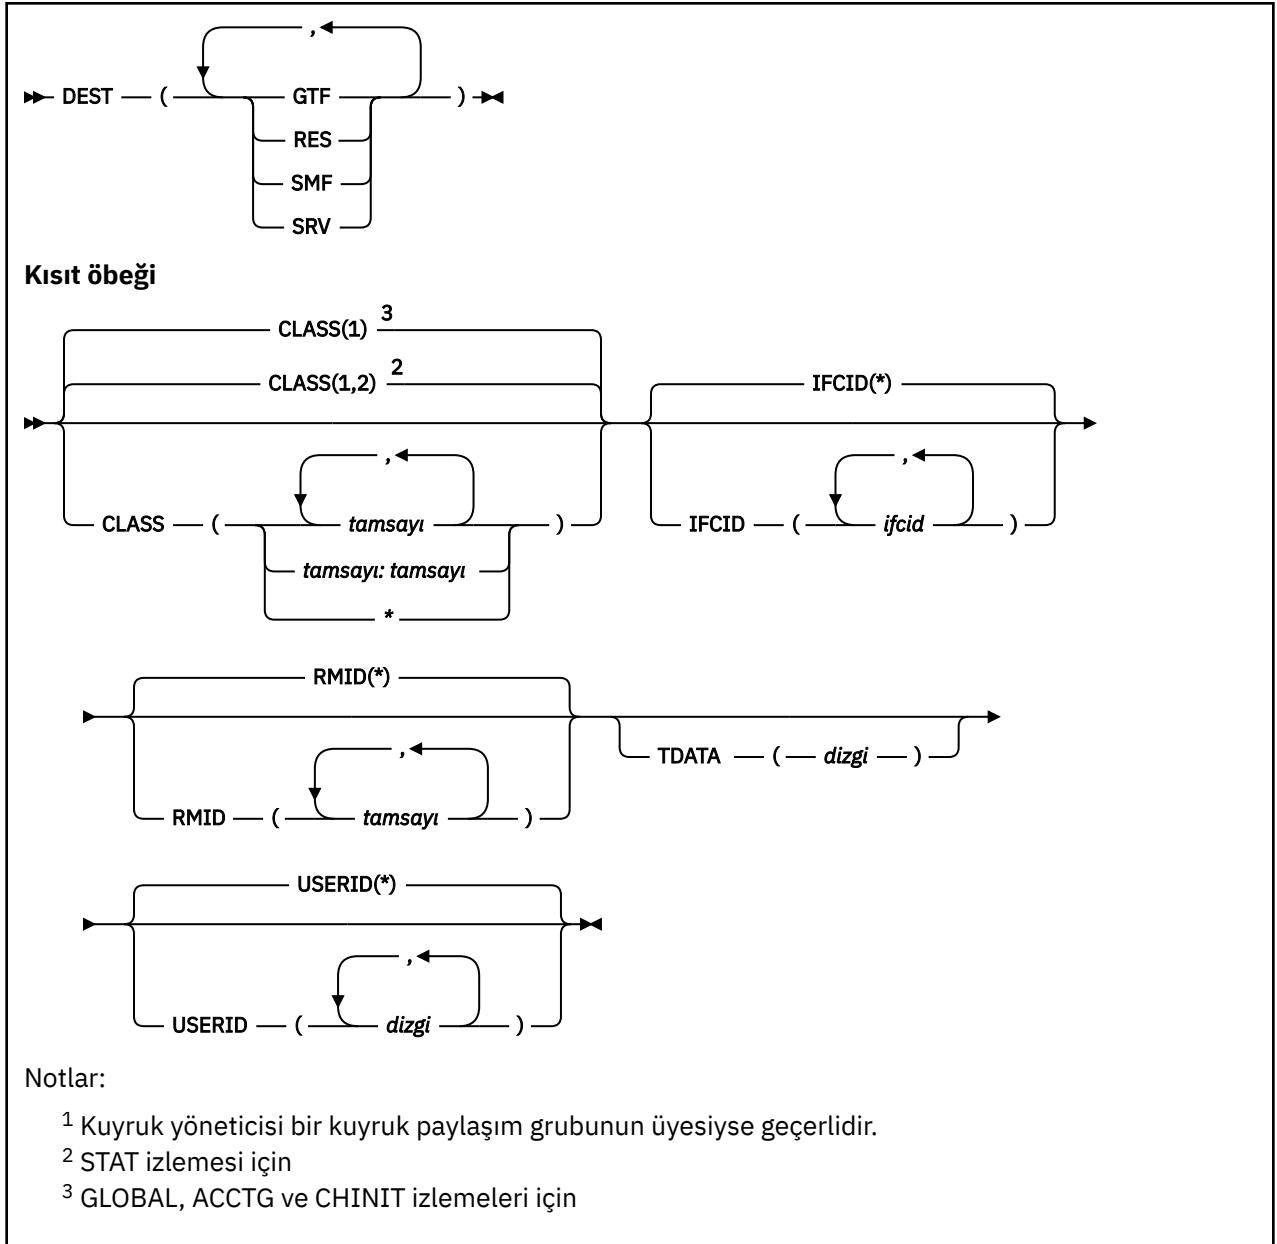 ,
DEST ( GTF )
RES
SMF
SRV
Kısıt öbeği
CLASS(1) 3
CLASS(1,2) 2
IFCID(*)
, ,
CLASS ( tamsayı ) IFCID ( ifcid )
tamsayı: tamsayı
*
RMID(*)
TDATA ( dizgi )
,
RMID ( tamsayı )
USERID(*)
,
USERID ( dizgi )
Notlar:
1 Kuyruk yöneticisi bir kuyruk paylaşım grubunun üyesiyse geçerlidir.
2 STAT izlemesi için
3 GLOBAL, ACCTG ve CHINIT izlemeleri için